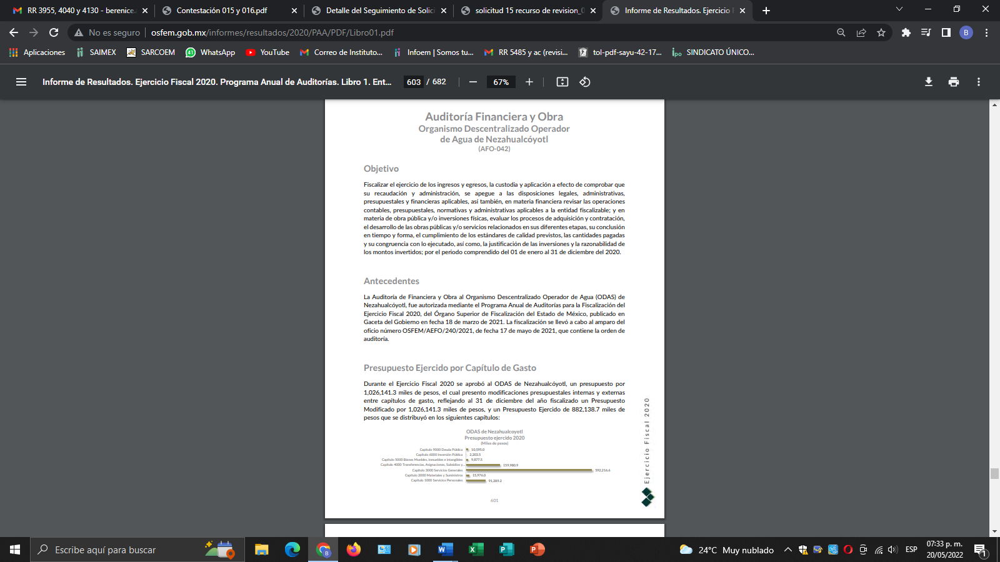 RR 3955, 4040 y 4130 - berenice.
Contestación 015 y 016.pdf
Detalle del Seguimiento de Solici
solicitud 15 recurso de revision_0
Informe de Resultados. Ejercicio F
No es seguro
osfem.gob.mx/informes/resultados/2020/PAA/PDF/Libro01.pdf
B
Aplicaciones
SAIMEX
SARCOEM
WhatsApp
YouTube
Correo de Instituto...
Infoem | Somos tu...
RR 5485 y ac (revisi...
tol-pdf-sayu-42-17...
SINDICATO ÚNICO...
Informe de Resultados. Ejercicio Fiscal 2020. Programa Anual de Auditorías. Libro 1. Ent...
603 / 682
67%
Auditoría Financiera y Obra
Organismo Descentralizado Operador
de Agua de Nezahualcóyotl
(AFO-042)
Objetivo
Fiscalizar el ejercicio de los ingresos y egresos, la custodia y aplicación a efecto de comprobar que
su recaudación y administración, se apegue a las disposiciones legales, administrativas,
presupuestales y financieras aplicables, así también, en materia financiera revisar las operaciones
contables, presupuestales, normativas y administrativas aplicables a la entidad fiscalizable; y en
materia de obra pública y/o inversiones físicas, evaluar los procesos de adquisición y contratación,
el desarrollo de las obras públicas y/o servicios relacionados en sus diferentes etapas, su conclusión
en tiempo y forma, el cumplimiento de los estándares de calidad previstos, las cantidades pagadas
y su congruencia con lo ejecutado, así como, la justificación de las inversiones y la razonabilidad de
los montos invertidos; por el periodo comprendido del 01 de enero al 31 de diciembre del 2020.
Antecedentes
La Auditoría de Financiera y Obra al Organismo Descentralizado Operador de Agua (ODAS) de
Nezahualcóyotl, fue autorizada mediante el Programa Anual de Auditorías para la Fiscalización del
Ejercicio Fiscal 2020, del Órgano Superior de Fiscalización del Estado de México, publicado en
Gaceta del Gobierno en fecha 18 de marzo de 2021. La fiscalización se llevó a cabo al amparo del
oficio número OSFEM/AEFO/240/2021, de fecha 17 de mayo de 2021, que contiene la orden de
auditoría.
Presupuesto Ejercido por Capítulo de Gasto
Durante el Ejercicio Fiscal 2020 se aprobó al ODAS de Nezahualcóyotl, un presupuesto por
1,026,141.3 miles de pesos, el cual presento modificaciones presupuestales internas y externas
entre capítulos de gasto, reflejando al 31 de diciembre del año fiscalizado un Presupuesto
Modificado por 1,026,141.3 miles de pesos, y un Presupuesto Ejercido de 882,138.7 miles de
pesos que se distribuyó en los siguientes capítulos:
ODAS de Nezahualcoyotl
Presupuesto ejercido 2020
(Miles de pesos)
Capítulo 9000 Deuda Pública 10,595.0
Capítulo 6000 Inversión Pública 2,203.5
Capítulo 5000 Bienes Muebles, Inmuebles e intangibles 9,877.5
Capítulo 4000 Transferencias, Asignaciones, Subsidios y... 159,980.9
Capítulo 3000 Servicios Generales 592,216.6
Capítulo 2000 Materiales y Suministros 15,976.0
Capítulo 1000 Servicios Personales 91,289.2
601
Ejercicio Fiscal 2020
Escribe aquí para buscar
24°C Muy nublado
ESP
07:33 p. m.
20/05/2022
1